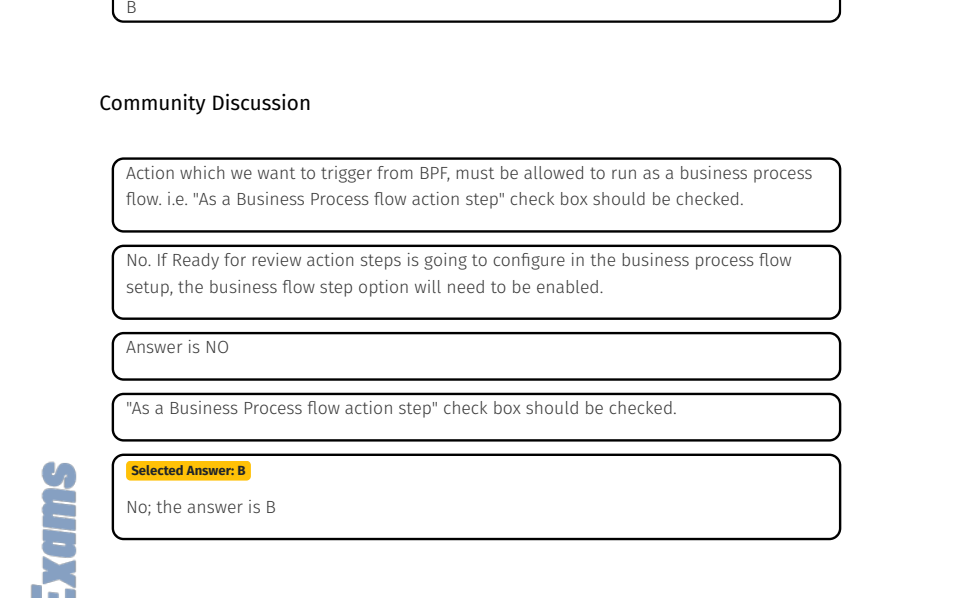 B
Community Discussion
Action which we want to trigger from BPF, must be allowed to run as a business process
flow. i.e. "As a Business Process flow action step" check box should be checked.
No. If Ready for review action steps is going to configure in the business process flow
setup, the business flow step option will need to be enabled.
Answer is NO
"As a Business Process flow action step" check box should be checked.
Selected Answer: B
No; the answer is B
Exams